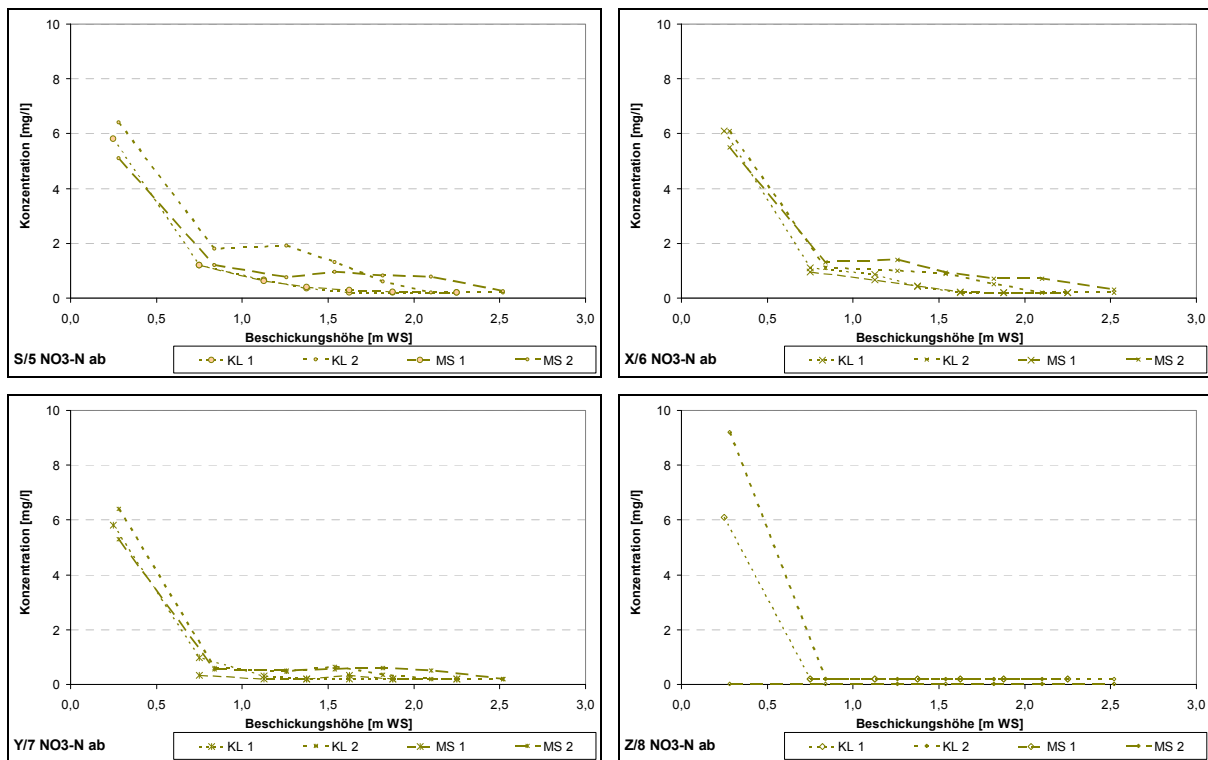 10
8
6
4
2
0
Konzentration [mg/l]
0,0 0,5 1,0 1,5 2,0 2,5 3,0
Beschickungshöhe [m WS]
S/5 NO3-N ab
KL 1 KL 2 MS 1 MS 2
10
8
6
4
2
0
Konzentration [mg/l]
0,0 0,5 1,0 1,5 2,0 2,5 3,0
Beschickungshöhe [m WS]
X/6 NO3-N ab
KL 1 KL 2 MS 1 MS 2
10
8
6
4
2
0
Konzentration [mg/l]
0,0 0,5 1,0 1,5 2,0 2,5 3,0
Beschickungshöhe [m WS]
Y/7 NO3-N ab
KL 1 KL 2 MS 1 MS 2
10
8
6
4
2
0
Konzentration [mg/l]
0,0 0,5 1,0 1,5 2,0 2,5 3,0
Beschickungshöhe [m WS]
Z/8 NO3-N ab
KL 1 KL 2 MS 1 MS 2